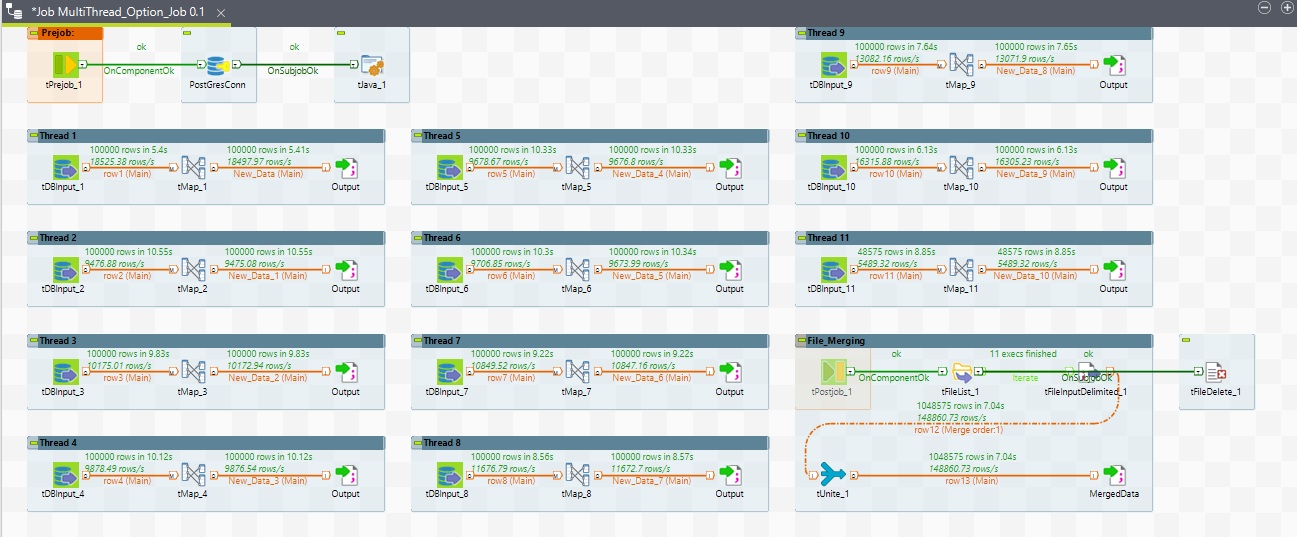 *Job MultiThread_Option_Job 0.1
Prejob:
ok
ok
OnComponentOk
OnSubjobOk
tPrejob_1
PostGresConn
tJava_1
Thread 9
100000 rows in 7.64s
100000 rows in 7.65s
13082.16 rows/s
13071.9 rows/s
row9 (Main)
New_Data_8 (Main)
tDBInput_9
tMap_9
Output
Thread 1
100000 rows in 5.4s
100000 rows in 5.41s
18525.38 rows/s
18497.97 rows/s
row1 (Main)
New_Data (Main)
tDBInput_1
tMap_1
Output
Thread 5
100000 rows in 10.33s
100000 rows in 10.33s
9678.67 rows/s
9676.8 rows/s
row5 (Main)
New_Data_4 (Main)
tDBInput_5
tMap_5
Output
Thread 10
100000 rows in 6.13s
100000 rows in 6.13s
16315.88 rows/s
16305.23 rows/s
row10 (Main)
New_Data_9 (Main)
tDBInput_10
tMap_10
Output
Thread 2
100000 rows in 10.55s
100000 rows in 10.55s
9476.88 rows/s
9475.08 rows/s
row2 (Main)
New_Data_1 (Main)
tDBInput_2
tMap_2
Output
Thread 6
100000 rows in 10.3s
100000 rows in 10.34s
9706.85 rows/s
9673.99 rows/s
row6 (Main)
New_Data_5 (Main)
tDBInput_6
tMap_6
Output
Thread 11
48575 rows in 8.85s
48575 rows in 8.85s
5489.32 rows/s
5489.32 rows/s
row11 (Main)
New_Data_10 (Main)
tDBInput_11
tMap_11
Output
Thread 3
100000 rows in 9.83s
100000 rows in 9.83s
10175.01 rows/s
10172.94 rows/s
row3 (Main)
New_Data_2 (Main)
tDBInput_3
tMap_3
Output
Thread 7
100000 rows in 9.22s
100000 rows in 9.22s
10849.52 rows/s
10847.16 rows/s
row7 (Main)
New_Data_6 (Main)
tDBInput_7
tMap_7
Output
File_Merging
ok
11 execs finished
ok
OnComponentOk
Iterate
OnSubjobOk
tPostjob_1
tFileList_1
tFileInputDelimited_1
tFileDelete_1
1048575 rows in 7.04s
148860.73 rows/s
row12 (Merge order:1)
1048575 rows in 7.04s
148860.73 rows/s
row13 (Main)
tUnite_1
MergedData
Thread 4
100000 rows in 10.12s
100000 rows in 10.12s
9878.49 rows/s
9876.54 rows/s
row4 (Main)
New_Data_3 (Main)
tDBInput_4
tMap_4
Output
Thread 8
100000 rows in 8.56s
100000 rows in 8.57s
11676.79 rows/s
11672.7 rows/s
row8 (Main)
New_Data_7 (Main)
tDBInput_8
tMap_8
Output